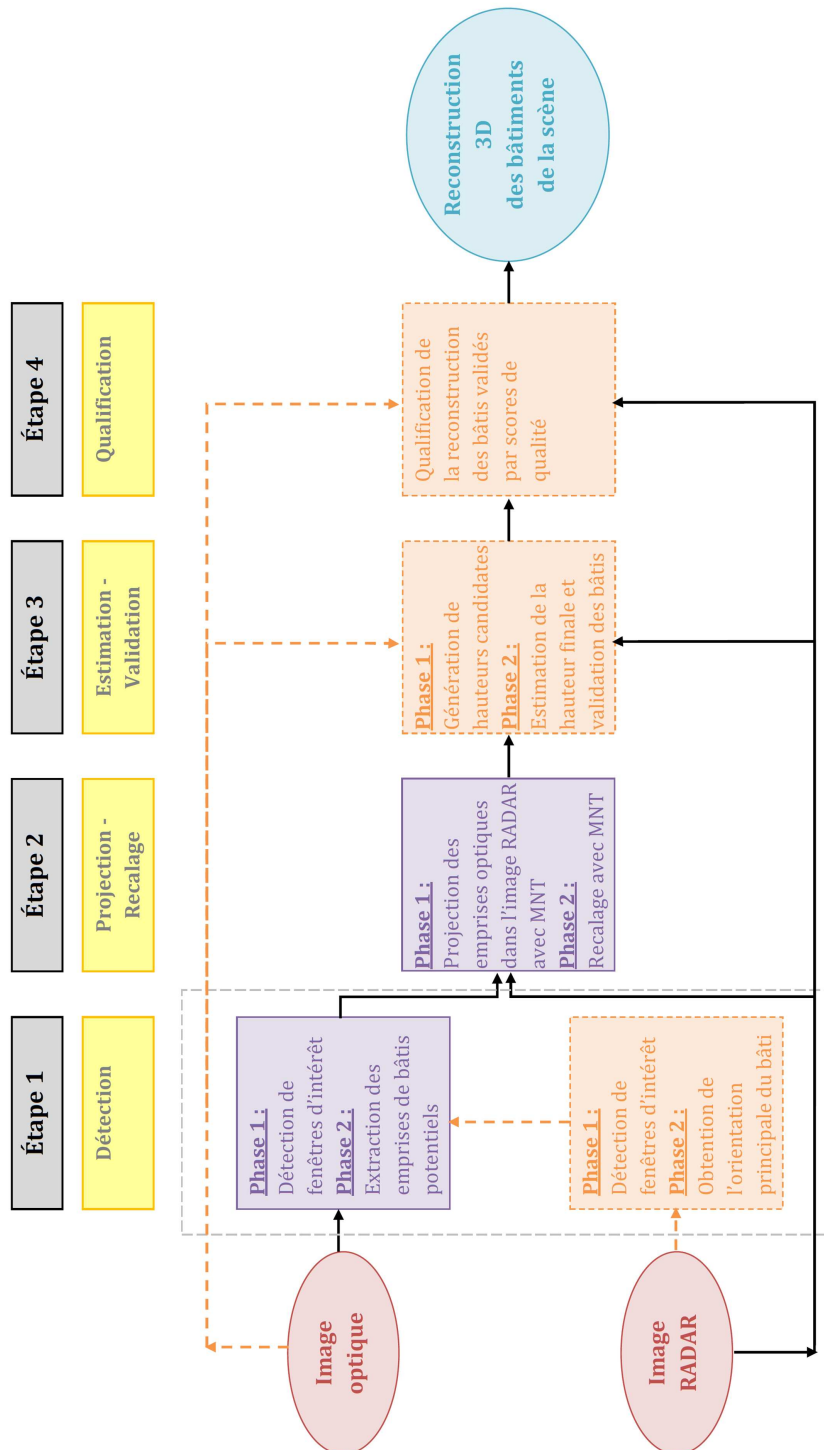 Étape 1
Étape 2
Étape 3
Étape 4
Détection
Projection -
Recalage
Estimation -
Validation
Qualification
Image
optique
Image
RADAR
Phase 1 :
Détection de
fenêtres d'intérêt
Phase 2 :
Extraction des
emprises de bâtis
potentiels
Phase 1 :
Détection de
fenêtres d'intérêt
Phase 2 :
Obtention de
l'orientation
principale du bâti
Phase 1 :
Projection des
emprises optiques
dans l'image RADAR
avec MNT
Phase 2 :
Recalage avec MNT
Phase 1 :
Génération de
hauteurs candidates
Phase 2 :
Estimation de la
hauteur finale et
validation des bâtis
Qualification de
la reconstruction
des bâtis validés
par scores de
qualité
Reconstruction
3D
des bâtiments
de la scène